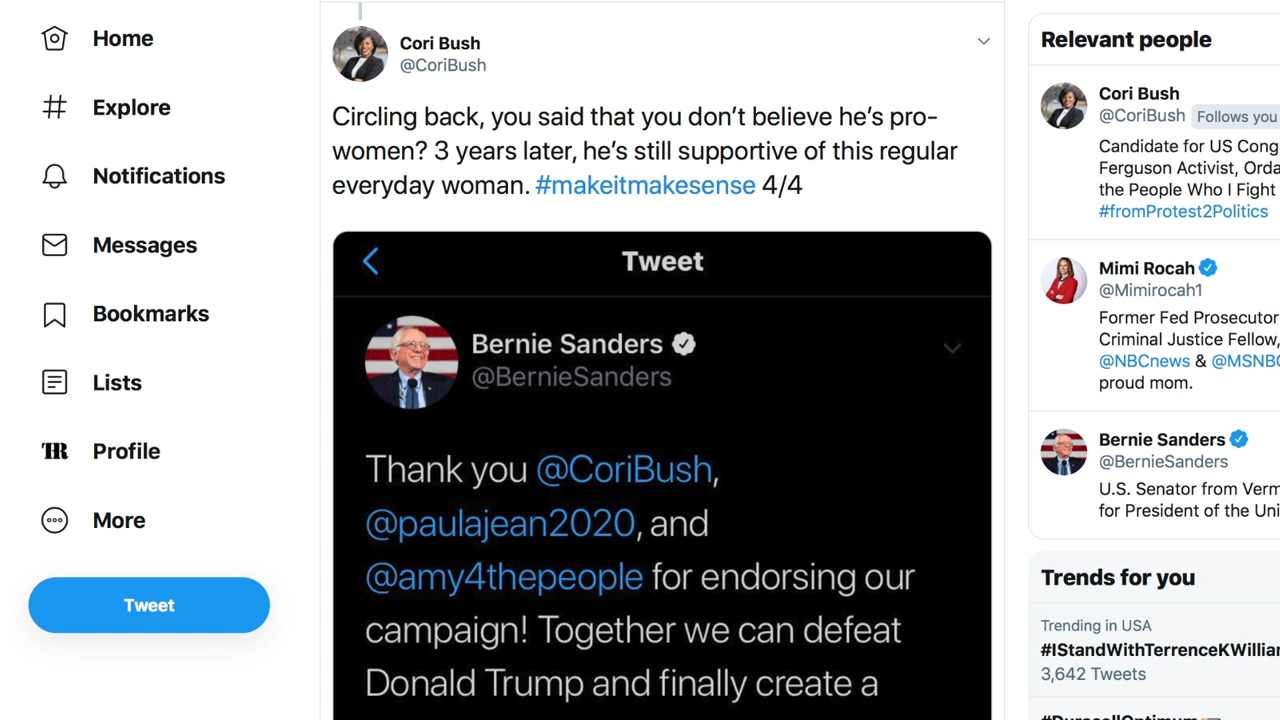 Home
Explore
Notifications
Messages
Bookmarks
Lists
TR
Profile
More
Tweet
Cori Bush
@CoriBush
Circling back, you said that you don’t believe he’s pro-
women? 3 years later, he’s still supportive of this regular
everyday woman. #makeitmakesense 4/4
Tweet
Bernie Sanders
@BernieSanders
Thank you @CoriBush,
@paulajean2020, and
@amy4thepeople for endorsing our
campaign! Together we can defeat
Donald Trump and finally create a
Relevant people
Cori Bush
@CoriBush Follows you
Candidate for US Cong
Ferguson Activist, Orda
the People Who I Fight
#fromProtest2Politics
Mimi Rocah
@Mimirocah1
Former Fed Prosecutor
Criminal Justice Fellow,
@NBCnews & @MSNBC
proud mom.
Bernie Sanders
@BernieSanders
U.S. Senator from Verm
for President of the Uni
Trends for you
Trending in USA
#IStandWithTerrenceKWillian
3,642 Tweets